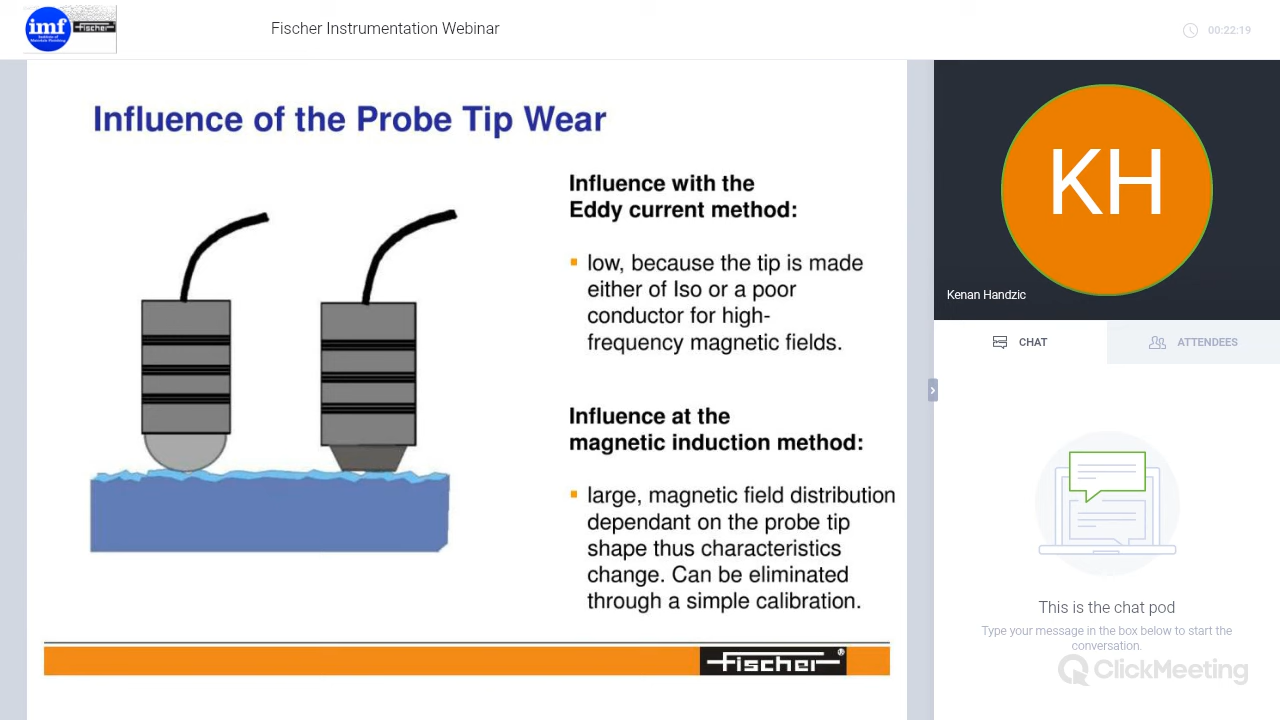 imf
Institute of
Materials Finishing
Fischer
Fischer Instrumentation Webinar
00:22:19
Influence of the Probe Tip Wear
Influence with the
Eddy current method:
low, because the tip is made
either of Iso or a poor
conductor for high-
frequency magnetic fields.
Influence at the
magnetic induction method:
large, magnetic field distribution
dependant on the probe tip
shape thus characteristics
change. Can be eliminated
through a simple calibration.
Fischer®
KH
Kenan Handzic
CHAT
ATTENDEES
This is the chat pod
Type your message in the box below to start the
conversation.
ClickMeeting